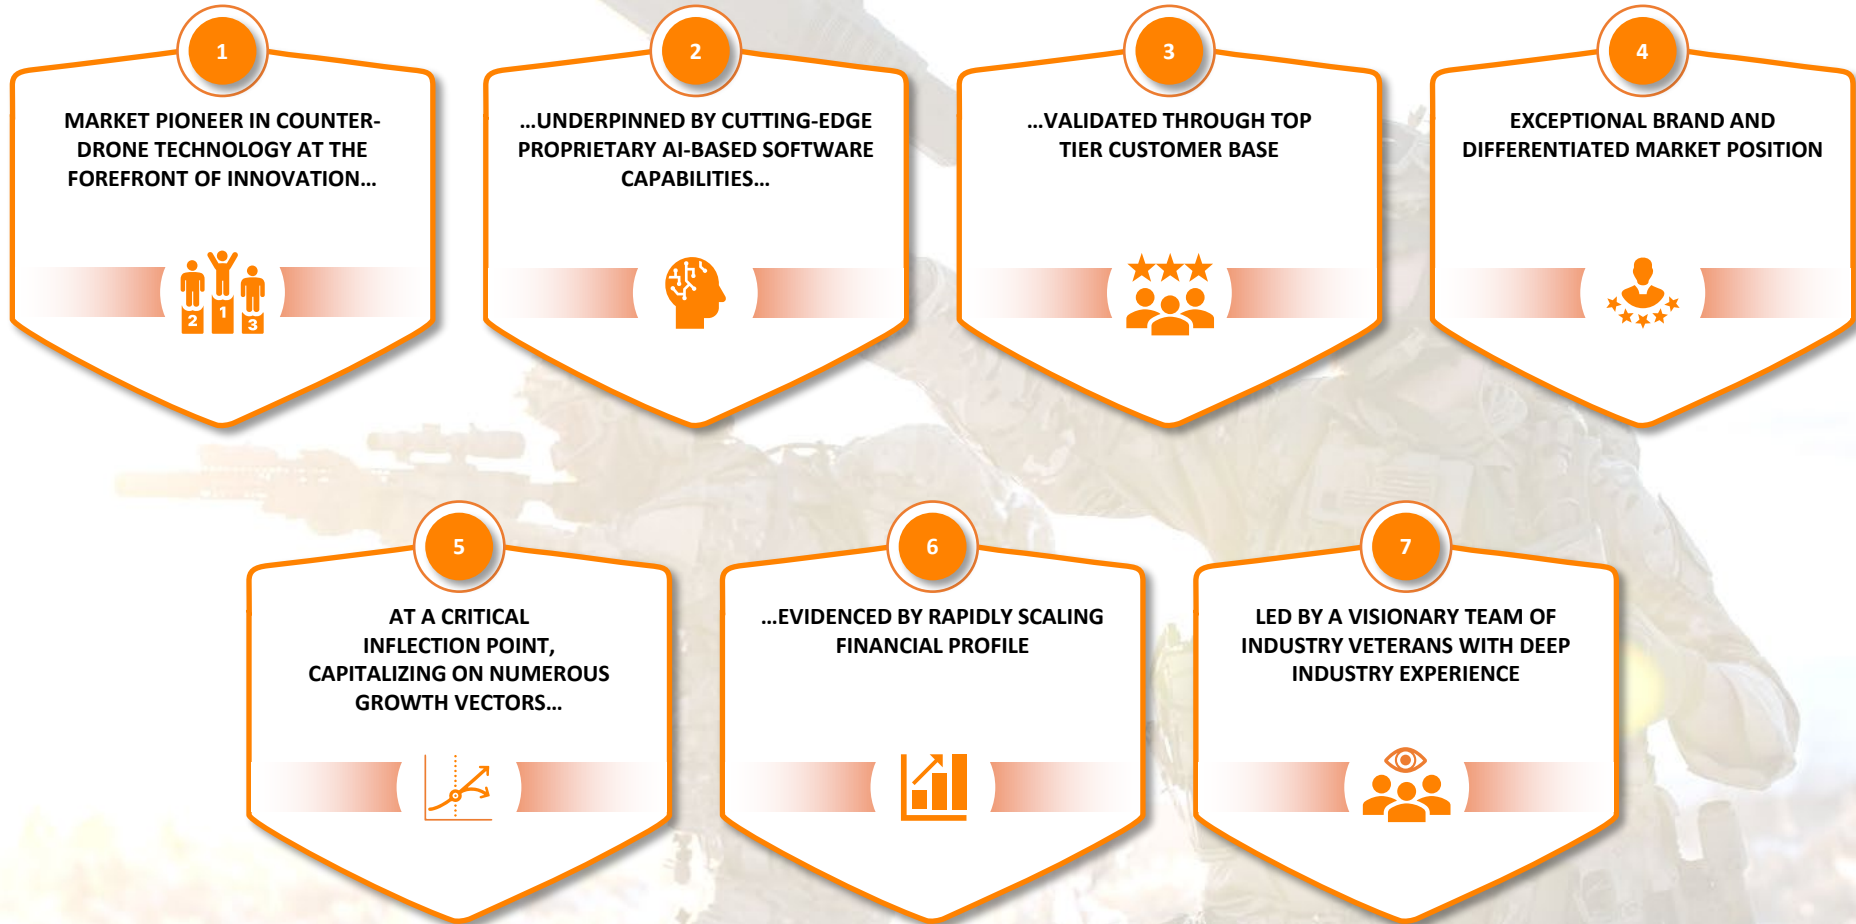 1
MARKET PIONEER IN COUNTER-
DRONE TECHNOLOGY AT THE
FOREFRONT OF INNOVATION...
2 1 3
2
...UNDERPINNED BY CUTTING-EDGE
PROPRIETARY AI-BASED SOFTWARE
CAPABILITIES...
3
...VALIDATED THROUGH TOP
TIER CUSTOMER BASE
4
EXCEPTIONAL BRAND AND
DIFFERENTIATED MARKET POSITION
5
AT A CRITICAL
INFLECTION POINT,
CAPITALIZING ON NUMEROUS
GROWTH VECTORS...
6
...EVIDENCED BY RAPIDLY SCALING
FINANCIAL PROFILE
7
LED BY A VISIONARY TEAM OF
INDUSTRY VETERANS WITH DEEP
INDUSTRY EXPERIENCE